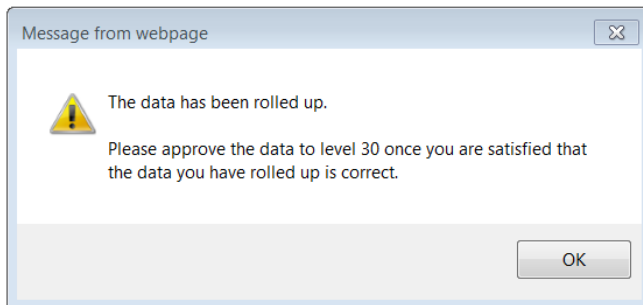 Message from webpage
The data has been rolled up.
Please approve the data to level 30 once you are satisfied that
the data you have rolled up is correct.
OK